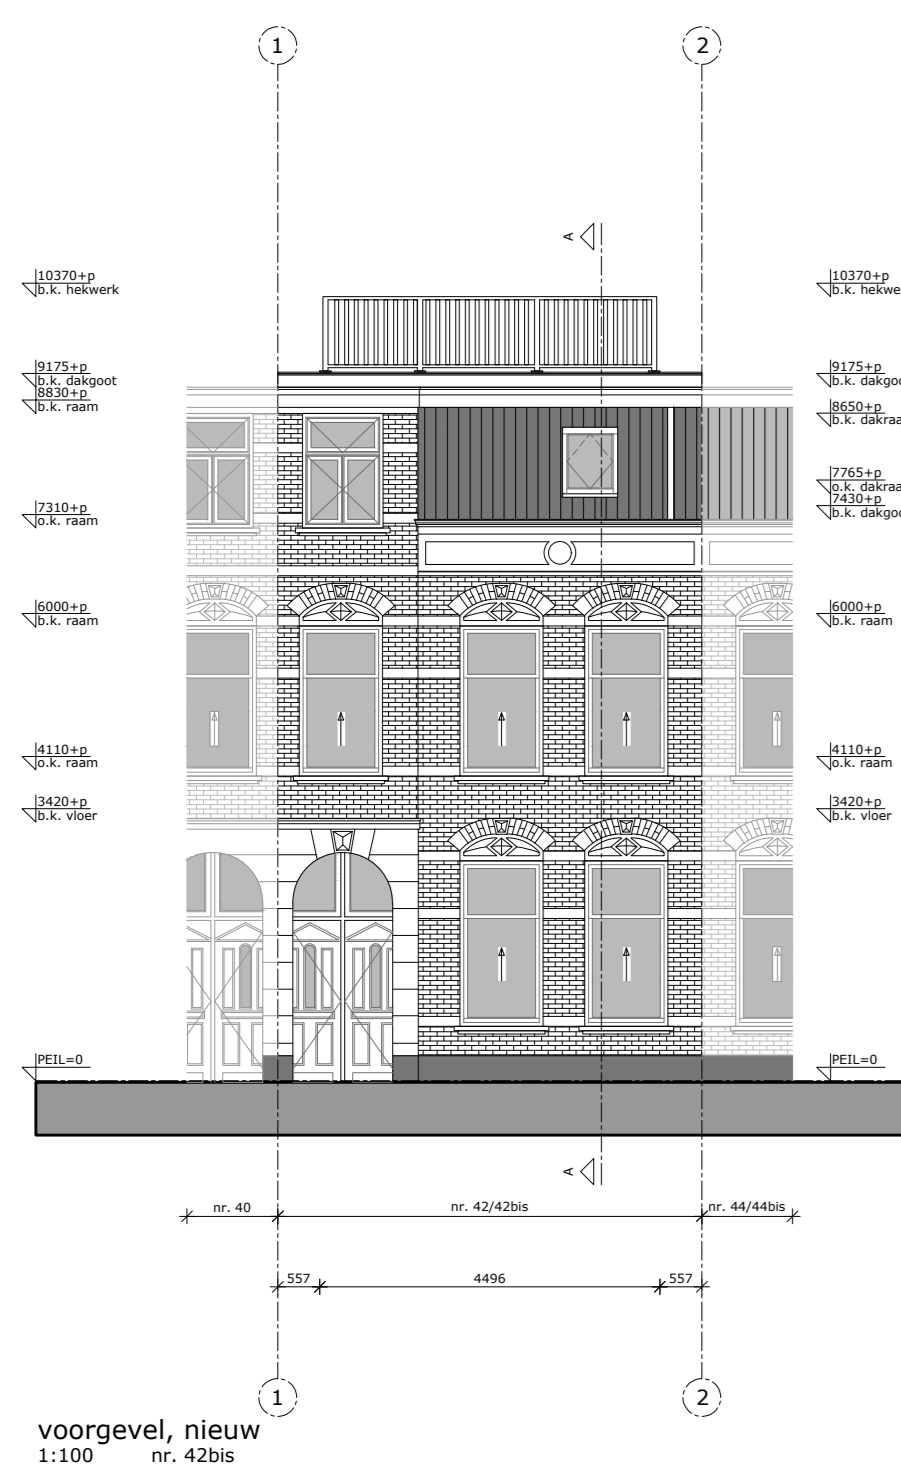 1
2
A
10370+p
b.k. hekwerk
9175+p
b.k. dakgoot
8830+p
b.k. raam
7310+p
o.k. raam
6000+p
b.k. raam
4110+p
o.k. raam
3420+p
b.k. vloer
PEIL=0
10370+p
b.k. hekwe
9175+p
b.k. dakgoo
8650+p
b.k. dakraa
7765+p
o.k. dakraa
7430+p
b.k. dakgoo
6000+p
b.k. raam
4110+p
o.k. raam
3420+p
b.k. vloer
PEIL=0
A
nr. 40
nr. 42/42bis
nr. 44/44bis
557
4496
557
1
2
voorgevel, nieuw
1:100 nr. 42bis